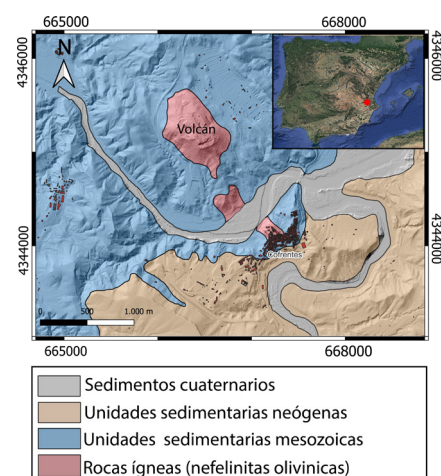 665000 668000
4346000 4346000
N
Volcán
4344000 4344000
Cofrentes
0 500 1.000 m
665000 668000
Sedimentos cuaternarios
Unidades sedimentarias neógenas
Unidades sedimentarias mesozoicas
Rocas ígneas (nefelinitas olivinicas)